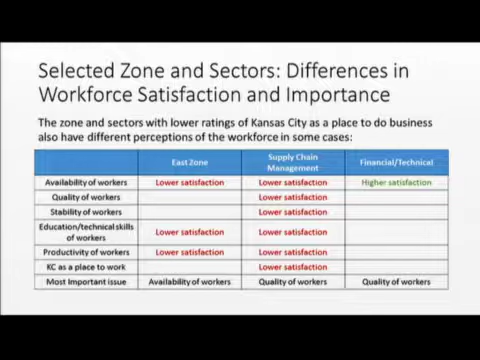 Selected Zone and Sectors: Differences in
Workforce Satisfaction and Importance
The zone and sectors with lower ratings of Kansas City as a place to do business
also have different perceptions of the workforce in some cases:
East Zone
Supply Chain
Management
Financial/Technical
Availability of workers Lower satisfaction Lower satisfaction Higher satisfaction
Quality of workers Lower satisfaction
Stability of workers Lower satisfaction
Education/technical skills
of workers
Lower satisfaction Lower satisfaction
Productivity of workers Lower satisfaction Lower satisfaction
KC as a place to work Lower satisfaction
Most Important issue Availability of workers Quality of workers Quality of workers